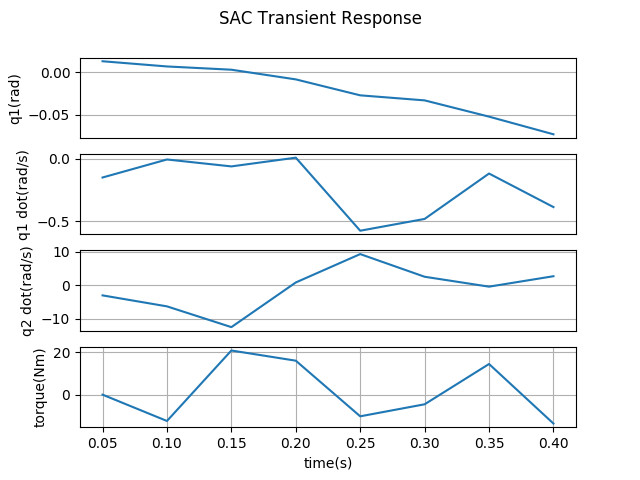 SAC Transient Response
0.00
−0.05
q1(rad)
0.0
−0.5
q1 dot(rad/s)
10
0
−10
q2 dot(rad/s)
20
0
torque(Nm)
0.05 0.10 0.15 0.20 0.25 0.30 0.35 0.40
time(s)